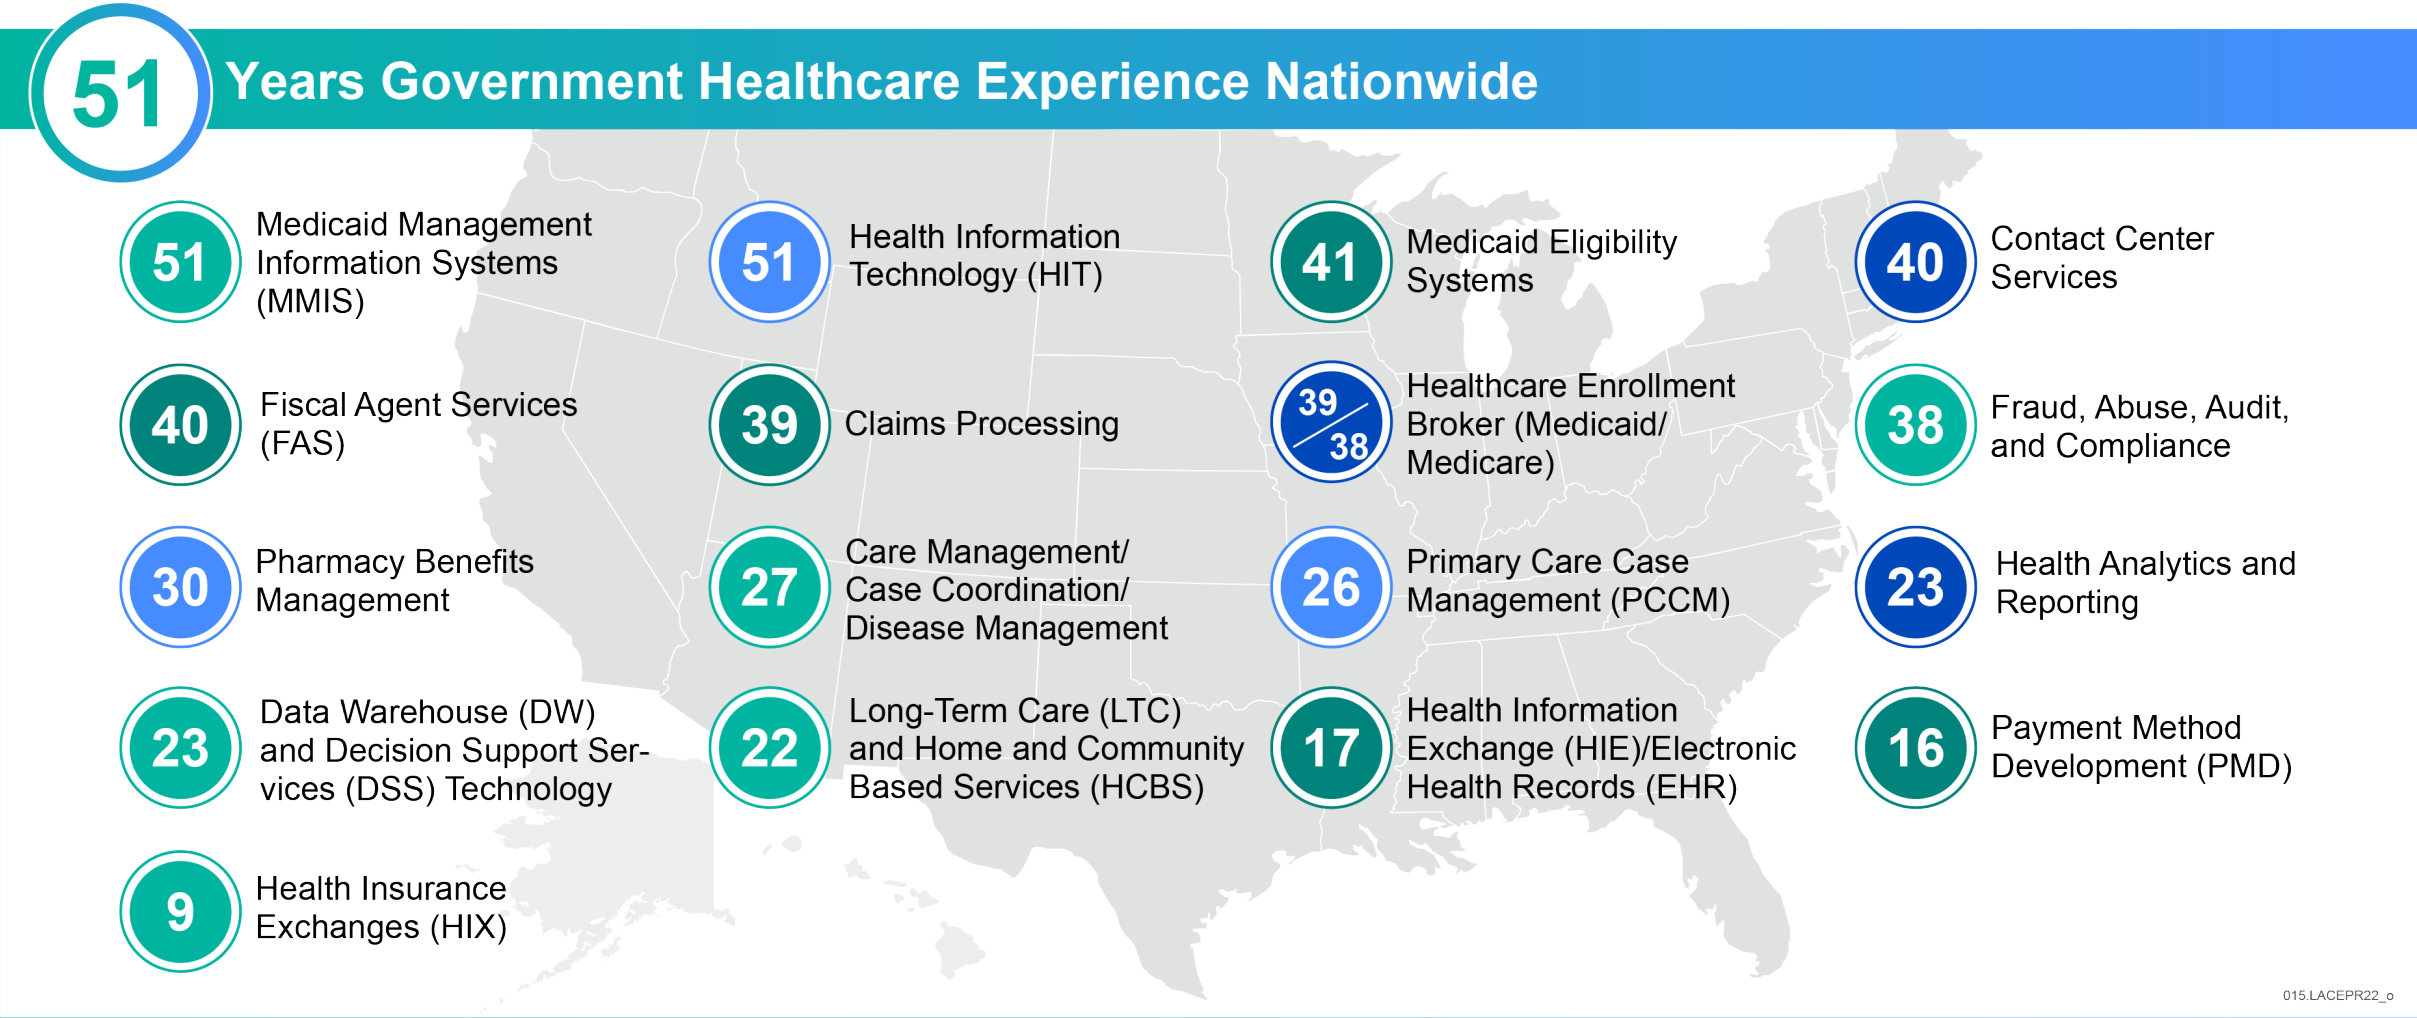 51
Years Government Healthcare Experience Nationwide
51
Medicaid Management
Information Systems
(MMIS)
51
Health Information
Technology (HIT)
41
Medicaid Eligibility
Systems
40
Contact Center
Services
40
Fiscal Agent Services
(FAS)
39
Claims Processing
39
38
Healthcare Enrollment
Broker (Medicaid/
Medicare)
38
Fraud, Abuse, Audit,
and Compliance
30
Pharmacy Benefits
Management
27
Care Management/
Case Coordination/
Disease Management
26
Primary Care Case
Management (PCCM)
23
Health Analytics and
Reporting
23
Data Warehouse (DW)
and Decision Support Ser-
vices (DSS) Technology
22
Long-Term Care (LTC)
and Home and Community
Based Services (HCBS)
17
Health Information
Exchange (HIE)/Electronic
Health Records (EHR)
16
Payment Method
Development (PMD)
9
Health Insurance
Exchanges (HIX)
015.LACEPR22_o